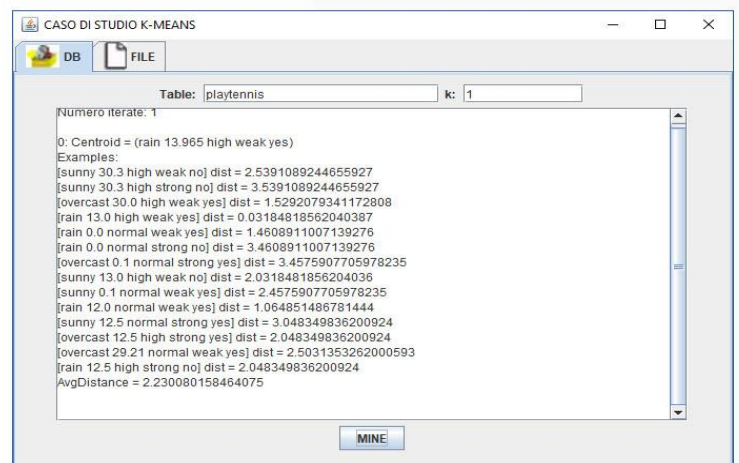 CASO DI STUDIO K-MEANS
DB FILE
Table: playtennis k: 1
Numero iterate: 1
0: Centroid = (rain 13.965 high weak yes)
Examples:
[sunny 30.3 high weak no] dist = 2.5391089244655927
[sunny 30.3 high strong no] dist = 3.5391089244655927
[overcast 30.0 high weak yes] dist = 1.5292079341172808
[rain 13.0 high weak yes] dist = 0.03184818562040387
[rain 0.0 normal weak yes] dist = 1.4608911007139276
[rain 0.0 normal strong no] dist = 3.4608911007139276
[overcast 0.1 normal strong yes] dist = 3.4575907705978235
[sunny 13.0 high weak no] dist = 2.0318481856204036
[sunny 0.1 normal weak yes] dist = 2.4575907705978235
[rain 12.0 normal weak yes] dist = 1.064851486781444
[sunny 12.5 normal strong yes] dist = 3.048349836200924
[overcast 12.5 high strong yes] dist = 2.048349836200924
[overcast 29.21 normal weak yes] dist = 2.5031353262000593
[rain 12.5 high strong no] dist = 2.048349836200924
AvgDistance = 2.230080158464075
MINE